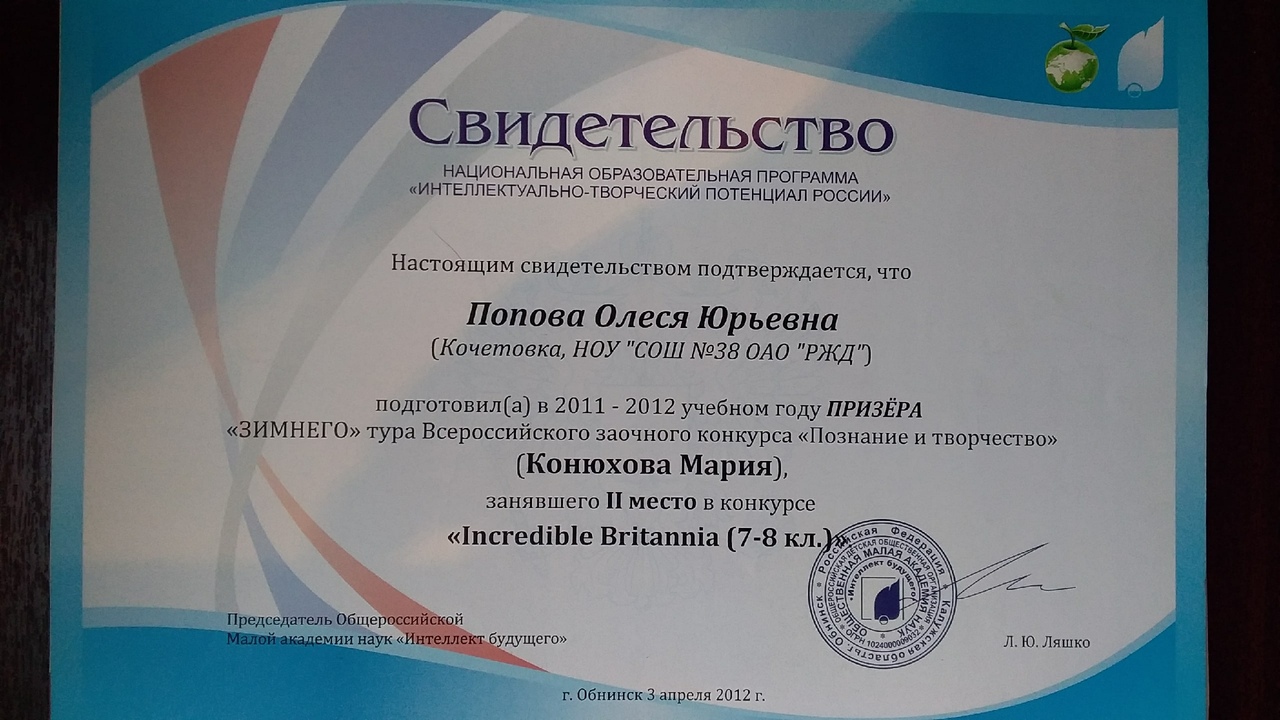 Свидетельство
НАЦИОНАЛЬНАЯ ОБРАЗОВАТЕЛЬНАЯ ПРОГРАММА
«ИНТЕЛЛЕКТУАЛЬНО-ТВОРЧЕСКИЙ ПОТЕНЦИАЛ РОССИИ»
Настоящим свидетельством подтверждается, что
Попова Олеся Юрьевна
(Кочетовка, НОУ "СОШ №38 ОАО "РЖД")
подготовил(а) в 2011 - 2012 учебном году ПРИЗЁРА
«ЗИМНЕГО» тура Всероссийского заочного конкурса «Познание и творчество»
(Конюхова Мария),
занявшего II место в конкурсе
«Incredible Britannia (7-8 кл.)»
Российская Федерация * Калужская область г. Обнинск *
ОБЩЕРОССИЙСКАЯ ДЕТСКАЯ ОБЩЕСТВЕННАЯ ОРГАНИЗАЦИЯ
ОБЩЕСТВЕННАЯ МАЛАЯ АКАДЕМИЯ НАУК
"Интеллект будущего"
Председатель Общероссийской
Малой академии наук «Интеллект будущего»
Л. Ю. Ляшко
г. Обнинск 3 апреля 2012 г.